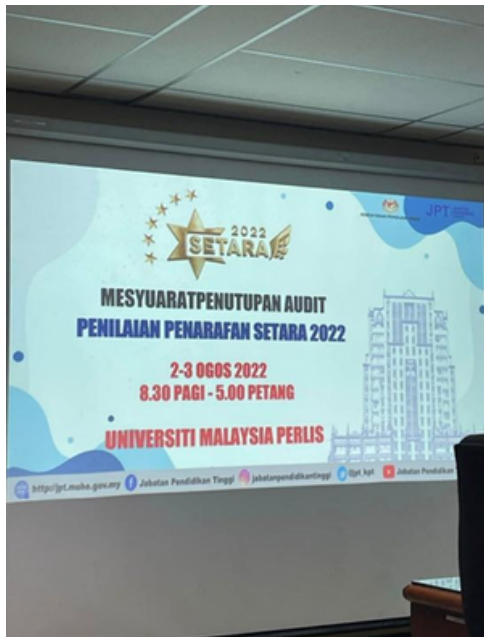 2022
SETARA
JPT
MESYUARATPENUTUPAN AUDIT
PENILAIAN PENARAFAN SETARA 2022
2-3 OGOS 2022
8.30 PAGI - 5.00 PETANG
UNIVERSITI MALAYSIA PERLIS
http://jpt.mohe.gov.my Jabatan Pendidikan Tinggi jabatanpendidikantinggi @jpt_kpt Jabatan Pendidikan